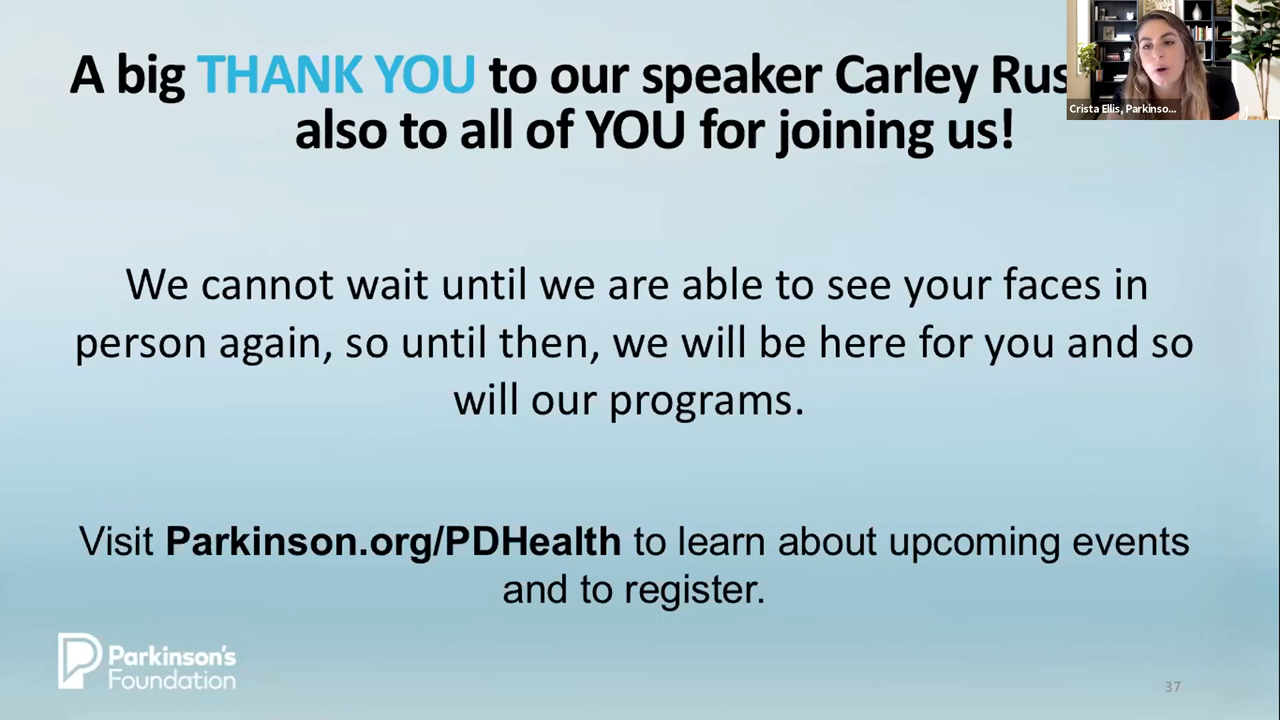 A big THANK YOU to our speaker Carley Rus
also to all of YOU for joining us!
Crista Ellis, Parkinso...
We cannot wait until we are able to see your faces in
person again, so until then, we will be here for you and so
will our programs.
Visit Parkinson.org/PDHealth to learn about upcoming events
and to register.
Parkinson's
Foundation
37